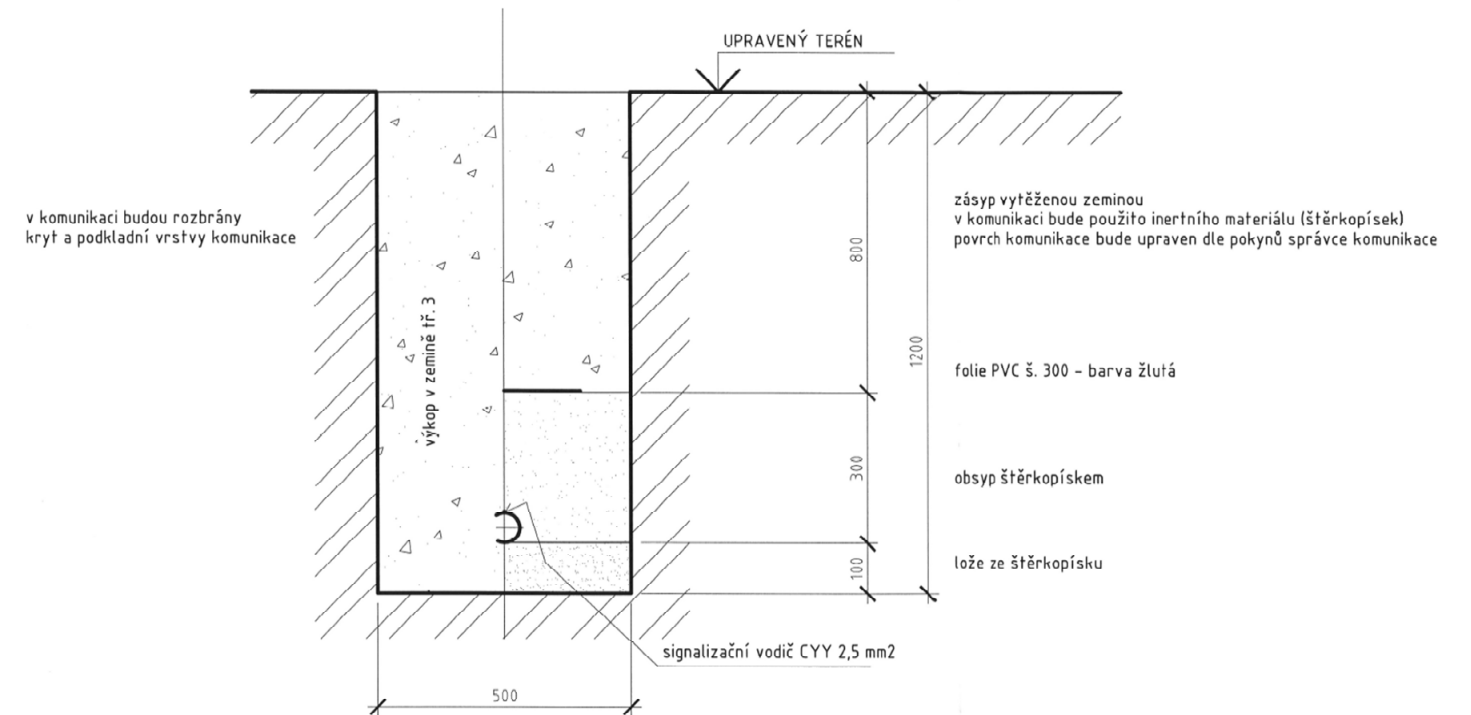 UPRAVENÝ TERÉN
v komunikaci budou rozbrány
kryt a podkladní vrstvy komunikace
zásyp vytěženou zeminou
v komunikaci bude použito inertního materiálu (štěrkopísek)
povrch komunikace bude upraven dle pokynů správce komunikace
800
1200
výkop v zemině tř. 3
folie PVC š. 300 - barva žlutá
300
obsyp štěrkopískem
100
lože ze štěrkopísku
signalizační vodič CYY 2,5 mm2
500